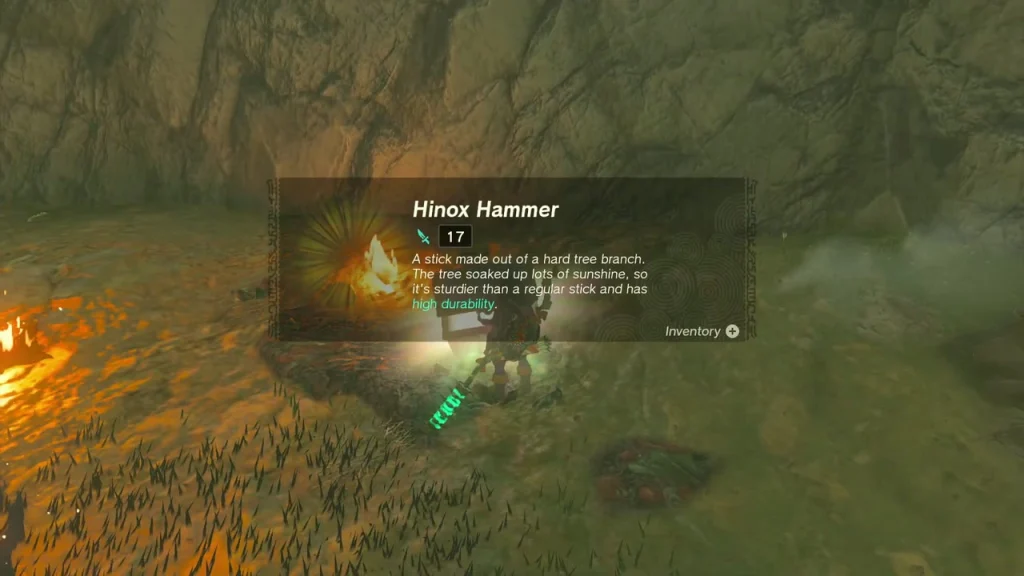 Hinox Hammer
17
A stick made out of a hard tree branch.
The tree soaked up lots of sunshine, so
it's sturdier than a regular stick and has
high durability.
Inventory